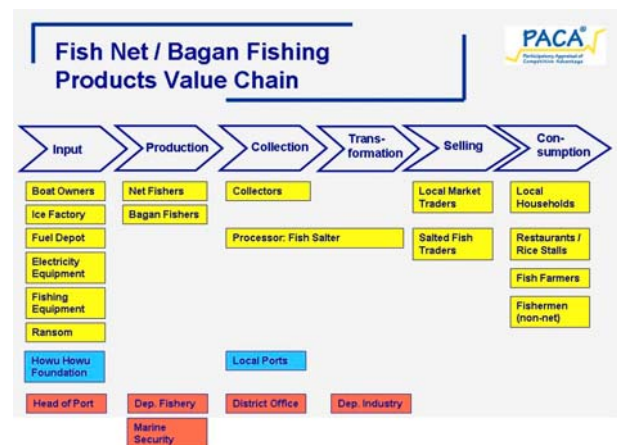 Fish Net / Bagan Fishing
Products Value Chain
PACA®
Participatory Appraisal of
Competitive Advantage
Input
Production
Collection
Trans-
formation
Selling
Con-
sumption
Boat Owners
Net Fishers
Collectors
Local Market
Traders
Local
Households
Ice Factory
Bagan Fishers
Fuel Depot
Processor: Fish Salter
Salted Fish
Traders
Restaurants /
Rice Stalls
Electricity
Equipment
Fish Farmers
Fishing
Equipment
Fishermen
(non-net)
Ransom
Howu Howu
Foundation
Local Ports
Head of Port
Dep. Fishery
District Office
Dep. Industry
Marine
Security